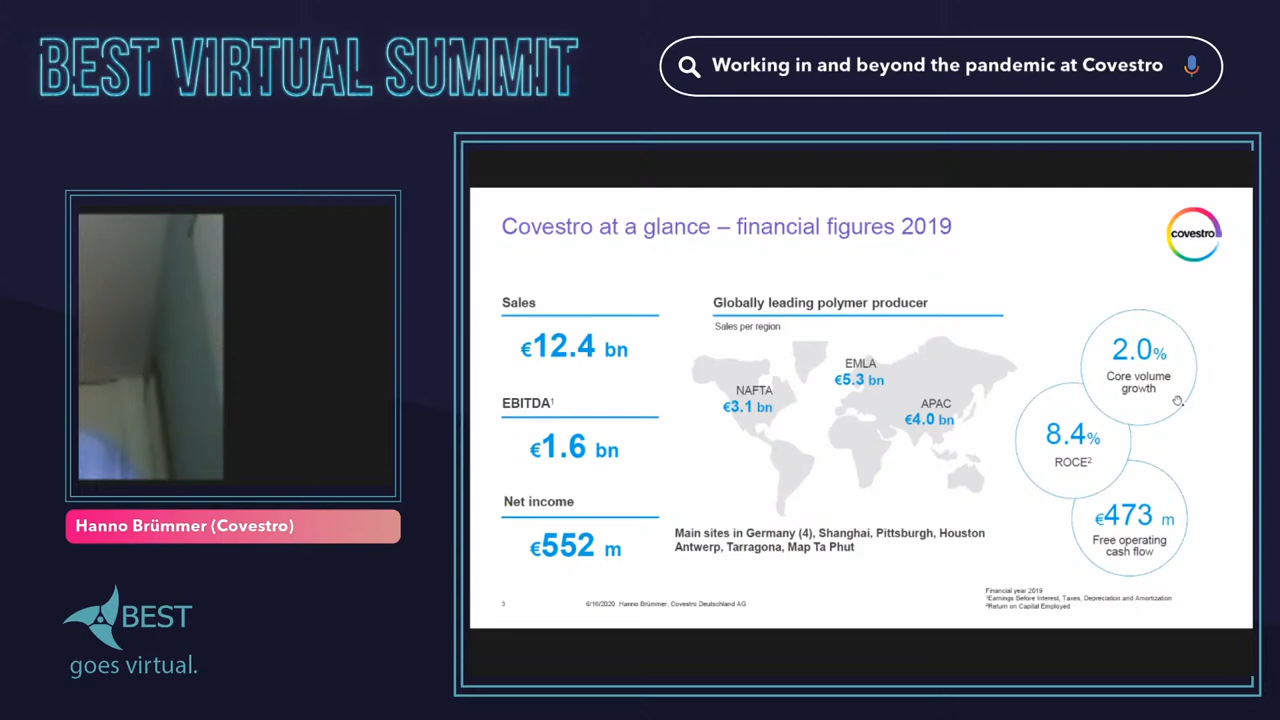 BEST VIRTUAL SUMMIT
Working in and beyond the pandemic at Covestro
Hanno Brümmer (Covestro)
BEST
goes virtual.
Covestro at a glance – financial figures 2019
covestro
Sales
€12.4 bn
EBITDA¹
€1.6 bn
Net income
€552 m
Globally leading polymer producer
Sales per region
NAFTA
€3.1 bn
EMLA
€5.3 bn
APAC
€4.0 bn
Main sites in Germany (4), Shanghai, Pittsburgh, Houston
Antwerp, Tarragona, Map Ta Phut
2.0%
Core volume
growth
8.4%
ROCE²
€473 m
Free operating
cash flow
3
6/16/2020 Hanno Brümmer, Covestro Deutschland AG
Financial year 2019
¹Earnings Before Interest, Taxes, Depreciation and Amortization
²Return on Capital Employed